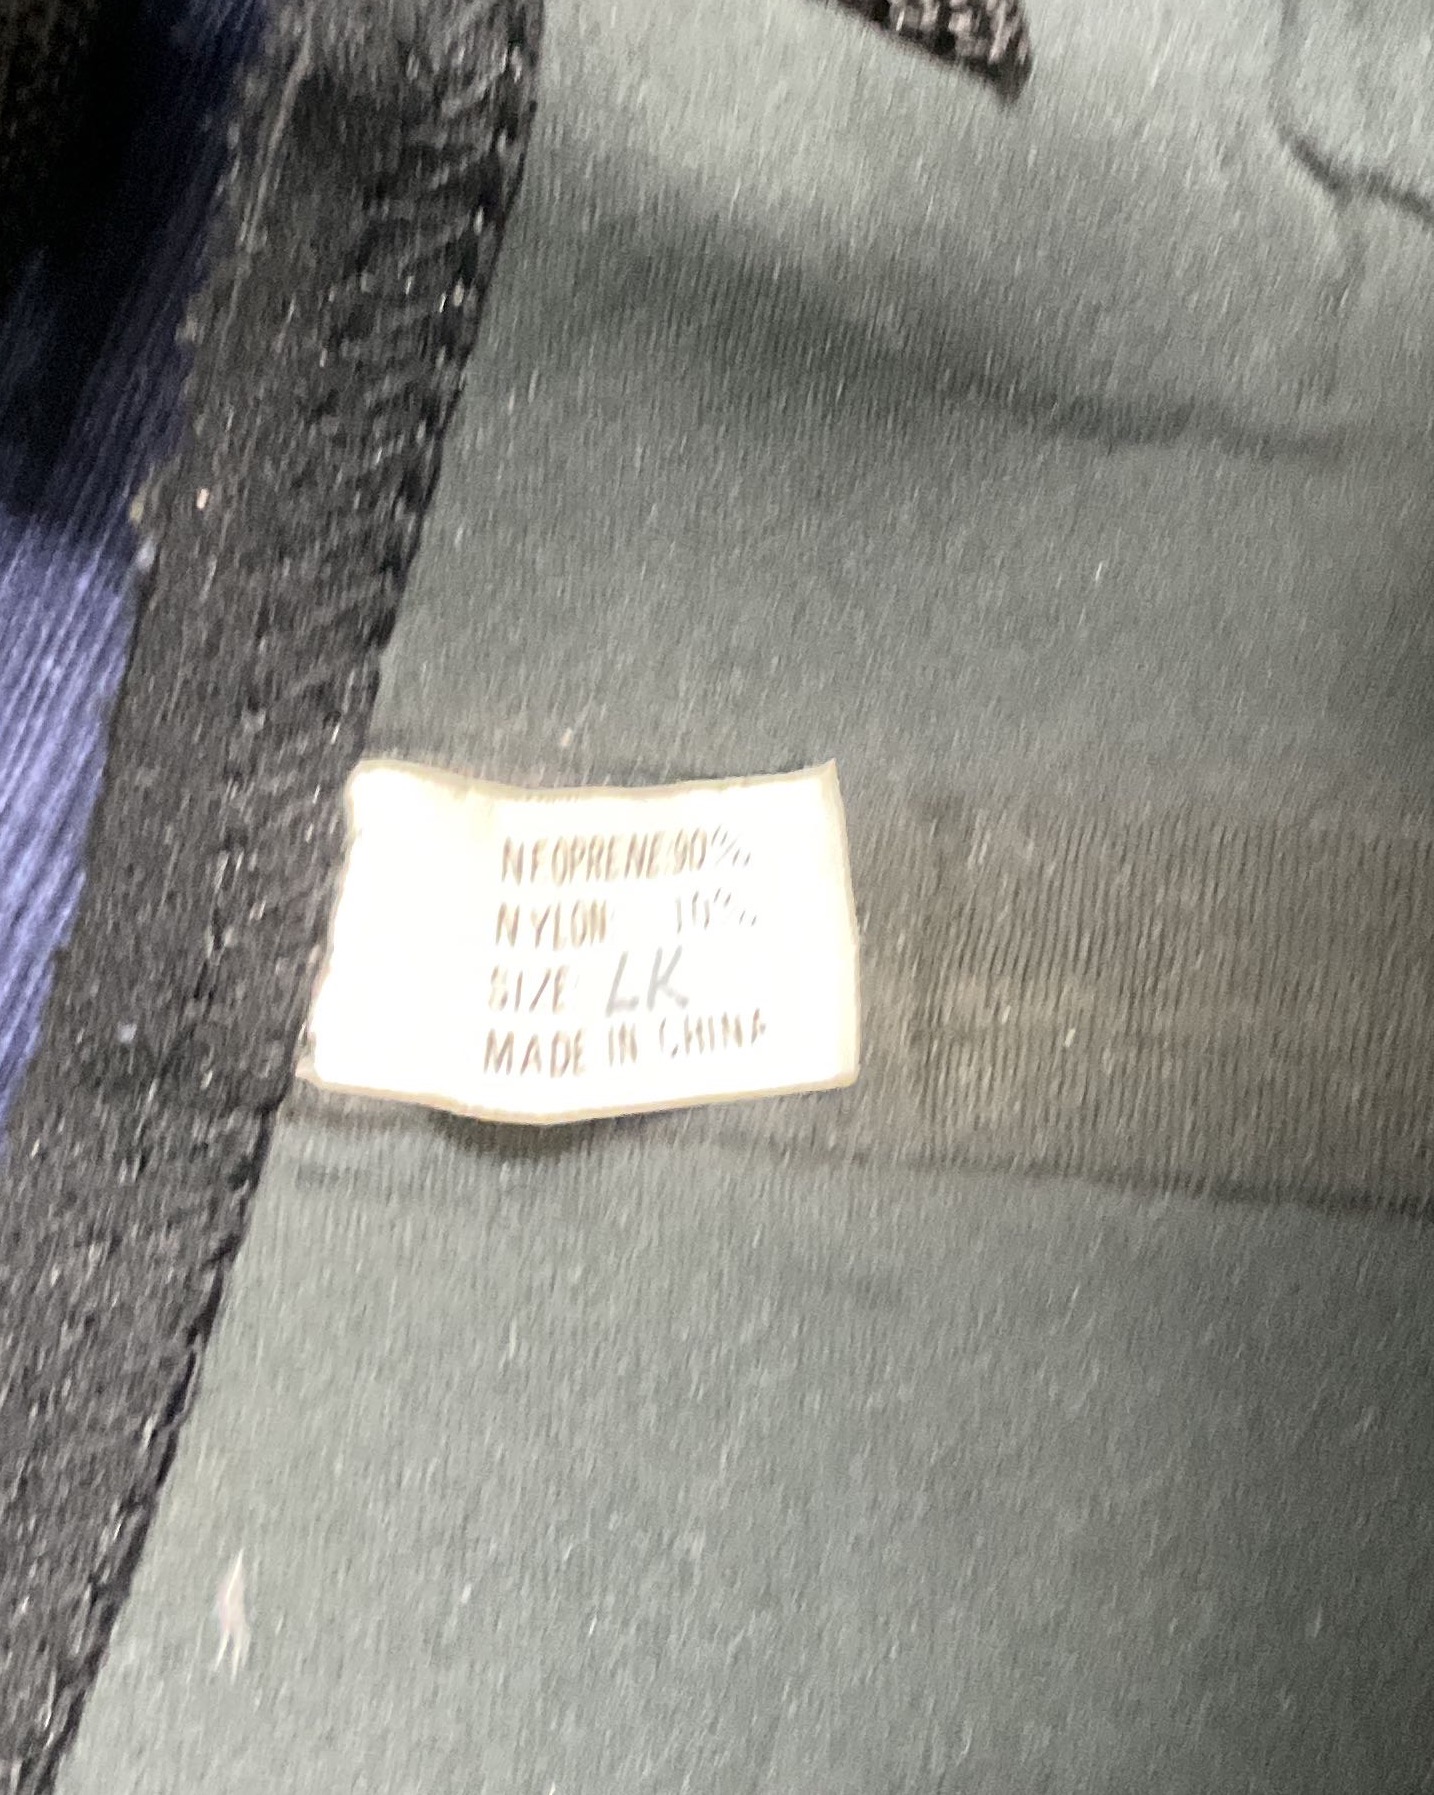 NEOPRENE:90%
NYLON: 10%
SIZE: LK
MADE IN CHINA